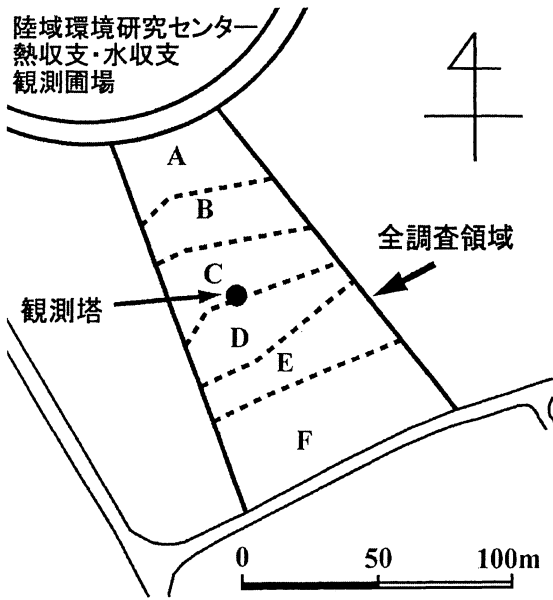 陸域環境研究センター
熱収支・水収支
観測圃場
A
B
全調査領域
C
観測塔
D
E
F
0 50 100m